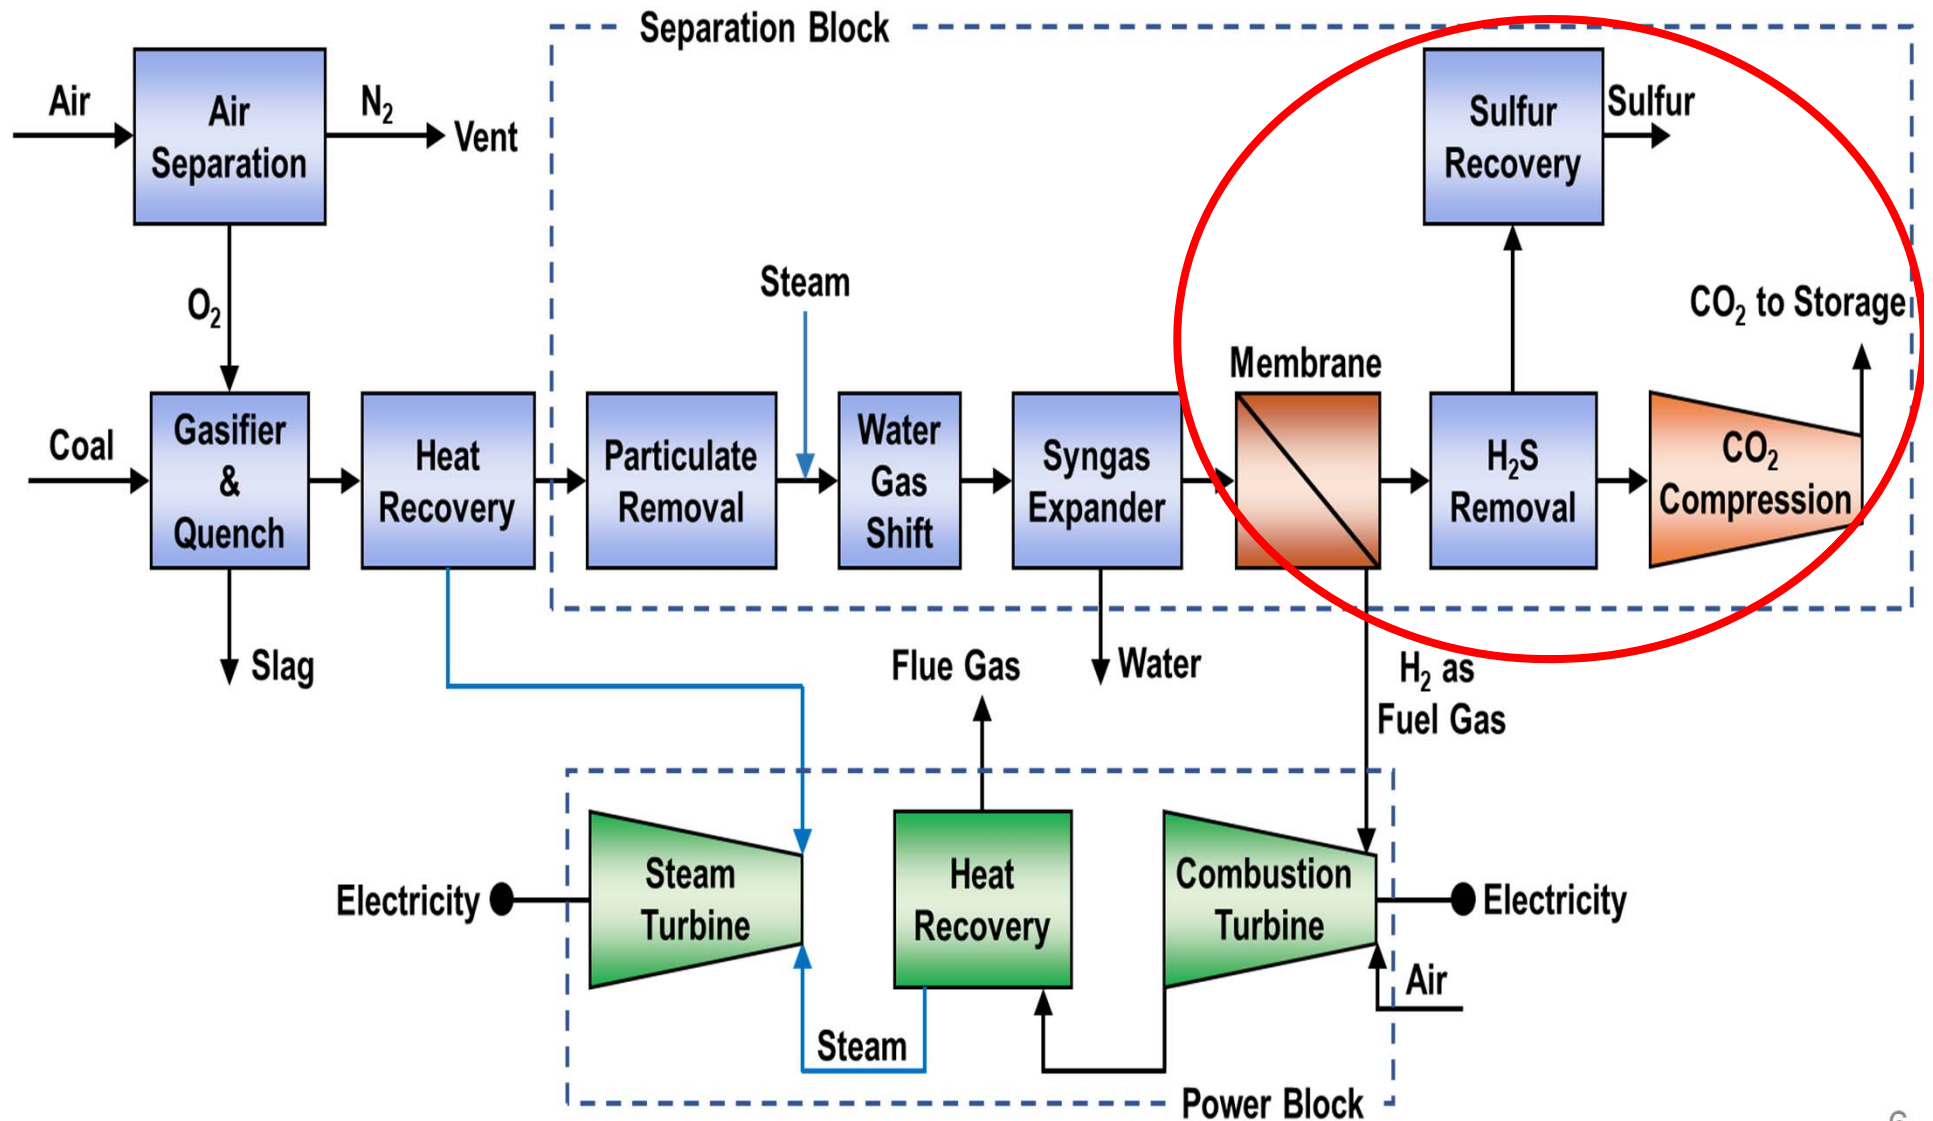 Separation Block
Air
Air
Separation
N₂
Vent
Sulfur
Recovery
Sulfur
O₂
Steam
CO₂ to Storage
Membrane
Coal
Gasifier
&
Quench
Heat
Recovery
Particulate
Removal
Water
Gas
Shift
Syngas
Expander
H₂S
Removal
CO₂
Compression
Slag
Flue Gas
Water
H₂ as
Fuel Gas
Electricity
Steam
Turbine
Heat
Recovery
Combustion
Turbine
Electricity
Air
Steam
Power Block